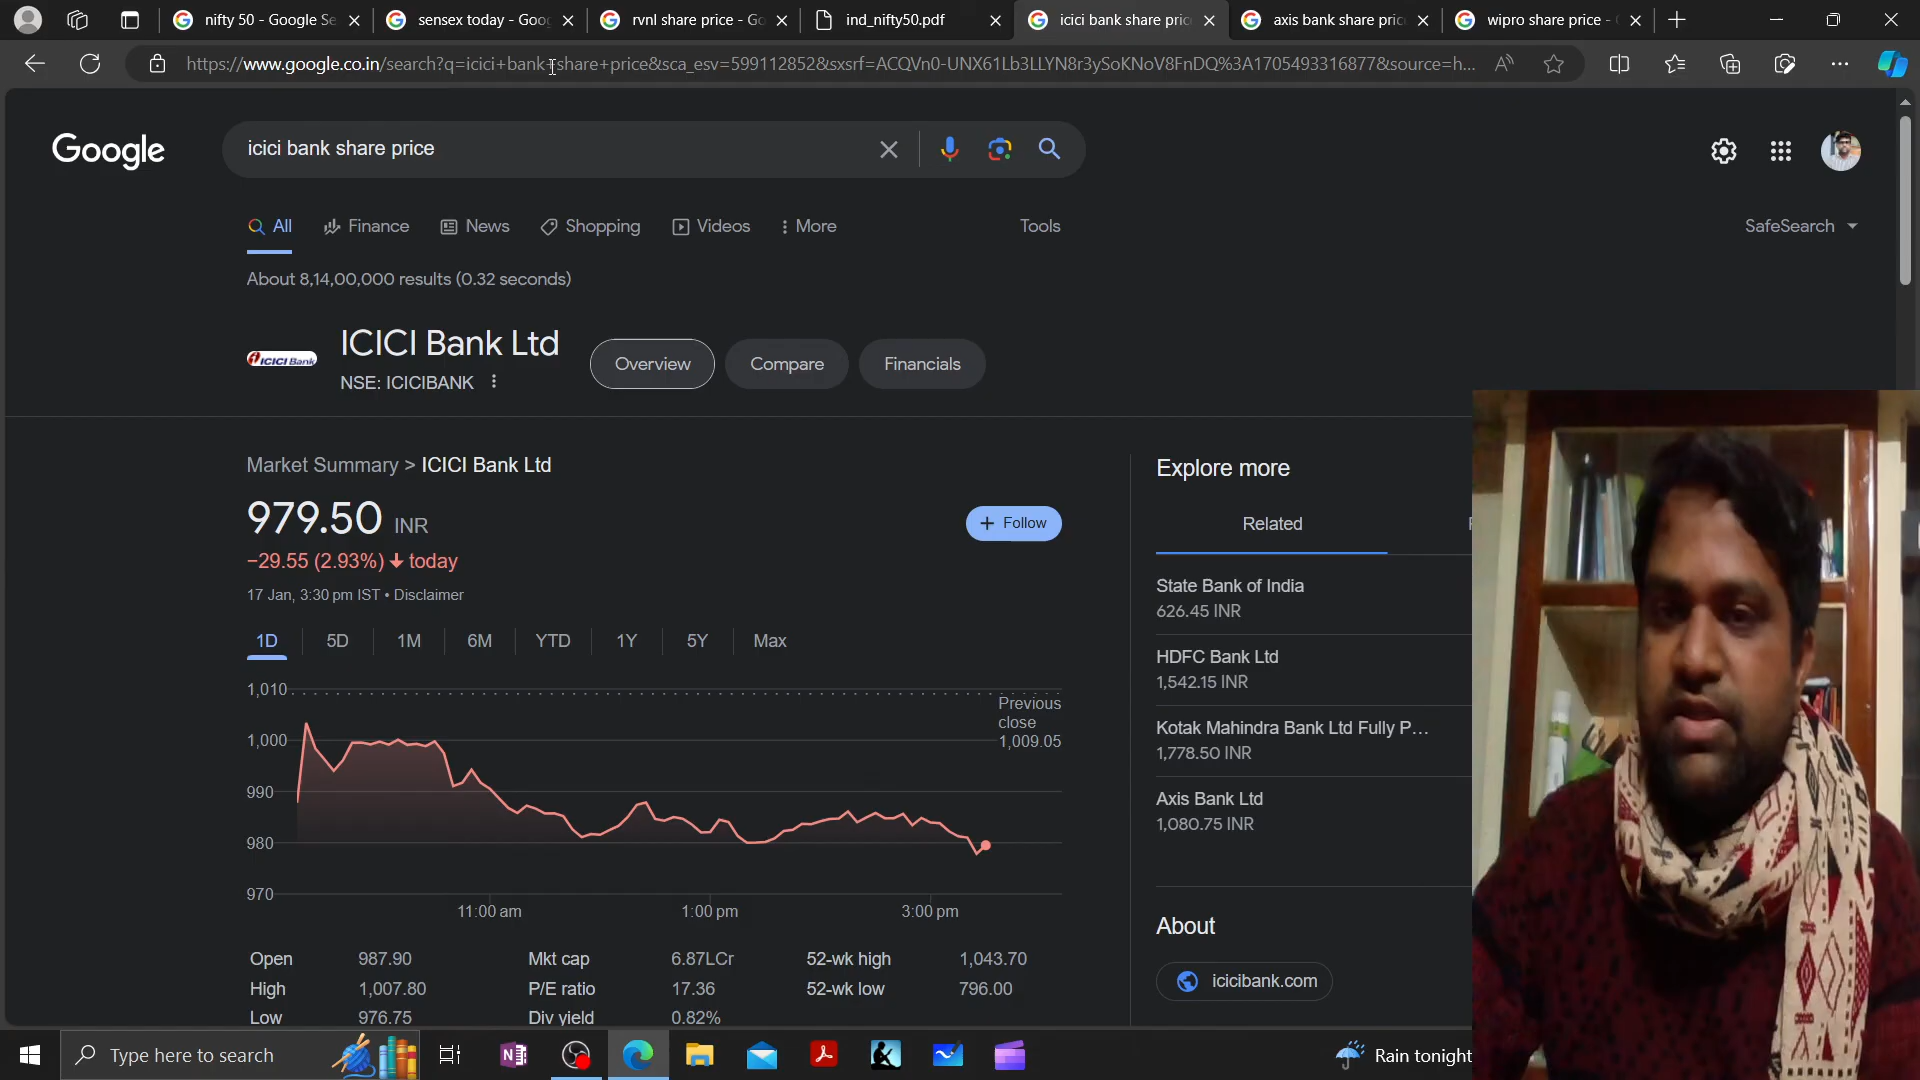 nifty 50 - Google Se
sensex today - Goog
rvnl share price - Go
ind_nifty50.pdf
icici bank share pric
axis bank share pric
wipro share price - G
https://www.google.co.in/search?q=icici+bank+share+price&sca_esv=599112852&sxsrf=ACQVn0-UNX61Lb3LLYN8r3ySoKNoV8FnDQ%3A1705493316877&source=h...
Google
icici bank share price
All
Finance
News
Shopping
Videos
More
Tools
SafeSearch
About 8,14,00,000 results (0.32 seconds)
ICICI Bank
ICICI Bank Ltd
NSE: ICICIBANK
Overview
Compare
Financials
Market Summary > ICICI Bank Ltd
979.50 INR
+ Follow
−29.55 (2.93%) ↓ today
17 Jan, 3:30 pm IST • Disclaimer
1D
5D
1M
6M
YTD
1Y
5Y
Max
1,010
1,000
990
980
970
Previous
close
1,009.05
11:00 am
1:00 pm
3:00 pm
Open 987.90 Mkt cap 6.87LCr 52-wk high 1,043.70
High 1,007.80 P/E ratio 17.36 52-wk low 796.00
Low 976.75 Div yield 0.82%
Explore more
Related
State Bank of India
626.45 INR
HDFC Bank Ltd
1,542.15 INR
Kotak Mahindra Bank Ltd Fully P...
1,778.50 INR
Axis Bank Ltd
1,080.75 INR
About
icicibank.com
Type here to search
Rain tonight